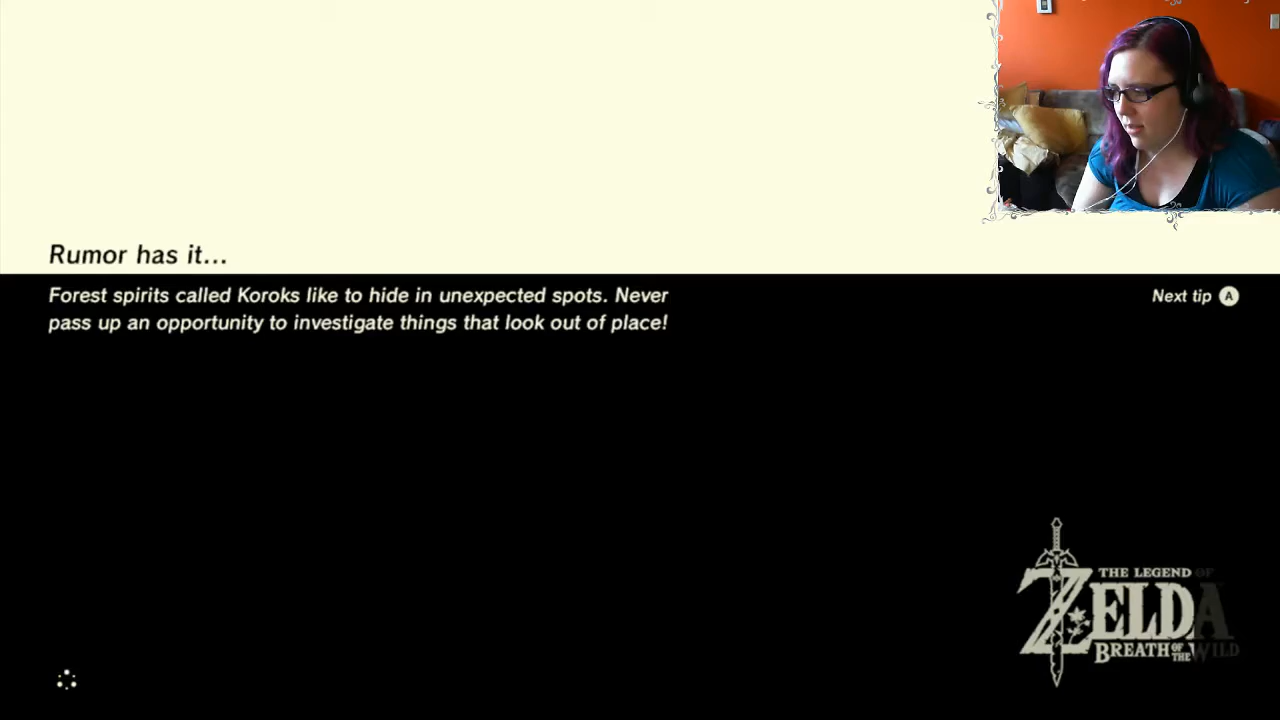 Rumor has it...
Forest spirits called Koroks like to hide in unexpected spots. Never
pass up an opportunity to investigate things that look out of place!
Next tip A
THE LEGEND OF
ZELDA
BREATH OF THE WILD